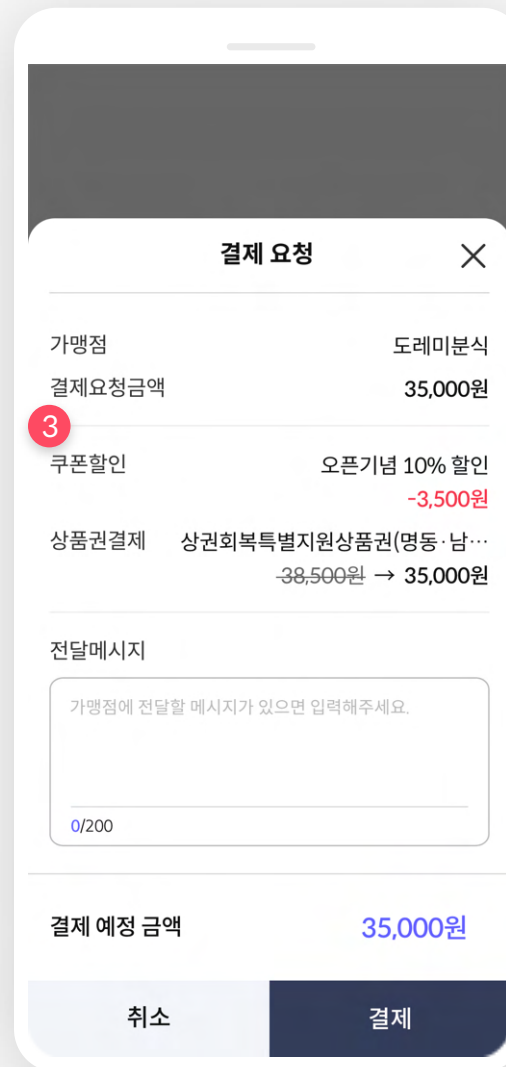 결제 요청
가맹점 도레미분식
결제요청금액 35,000원
3
쿠폰할인 오픈기념 10% 할인
-3,500원
상품권결제 상권회복특별지원상품권(명동·남···
38,500원 → 35,000원
전달메시지
가맹점에 전달할 메시지가 있으면 입력해주세요.
0/200
결제 예정 금액 35,000원
취소 결제